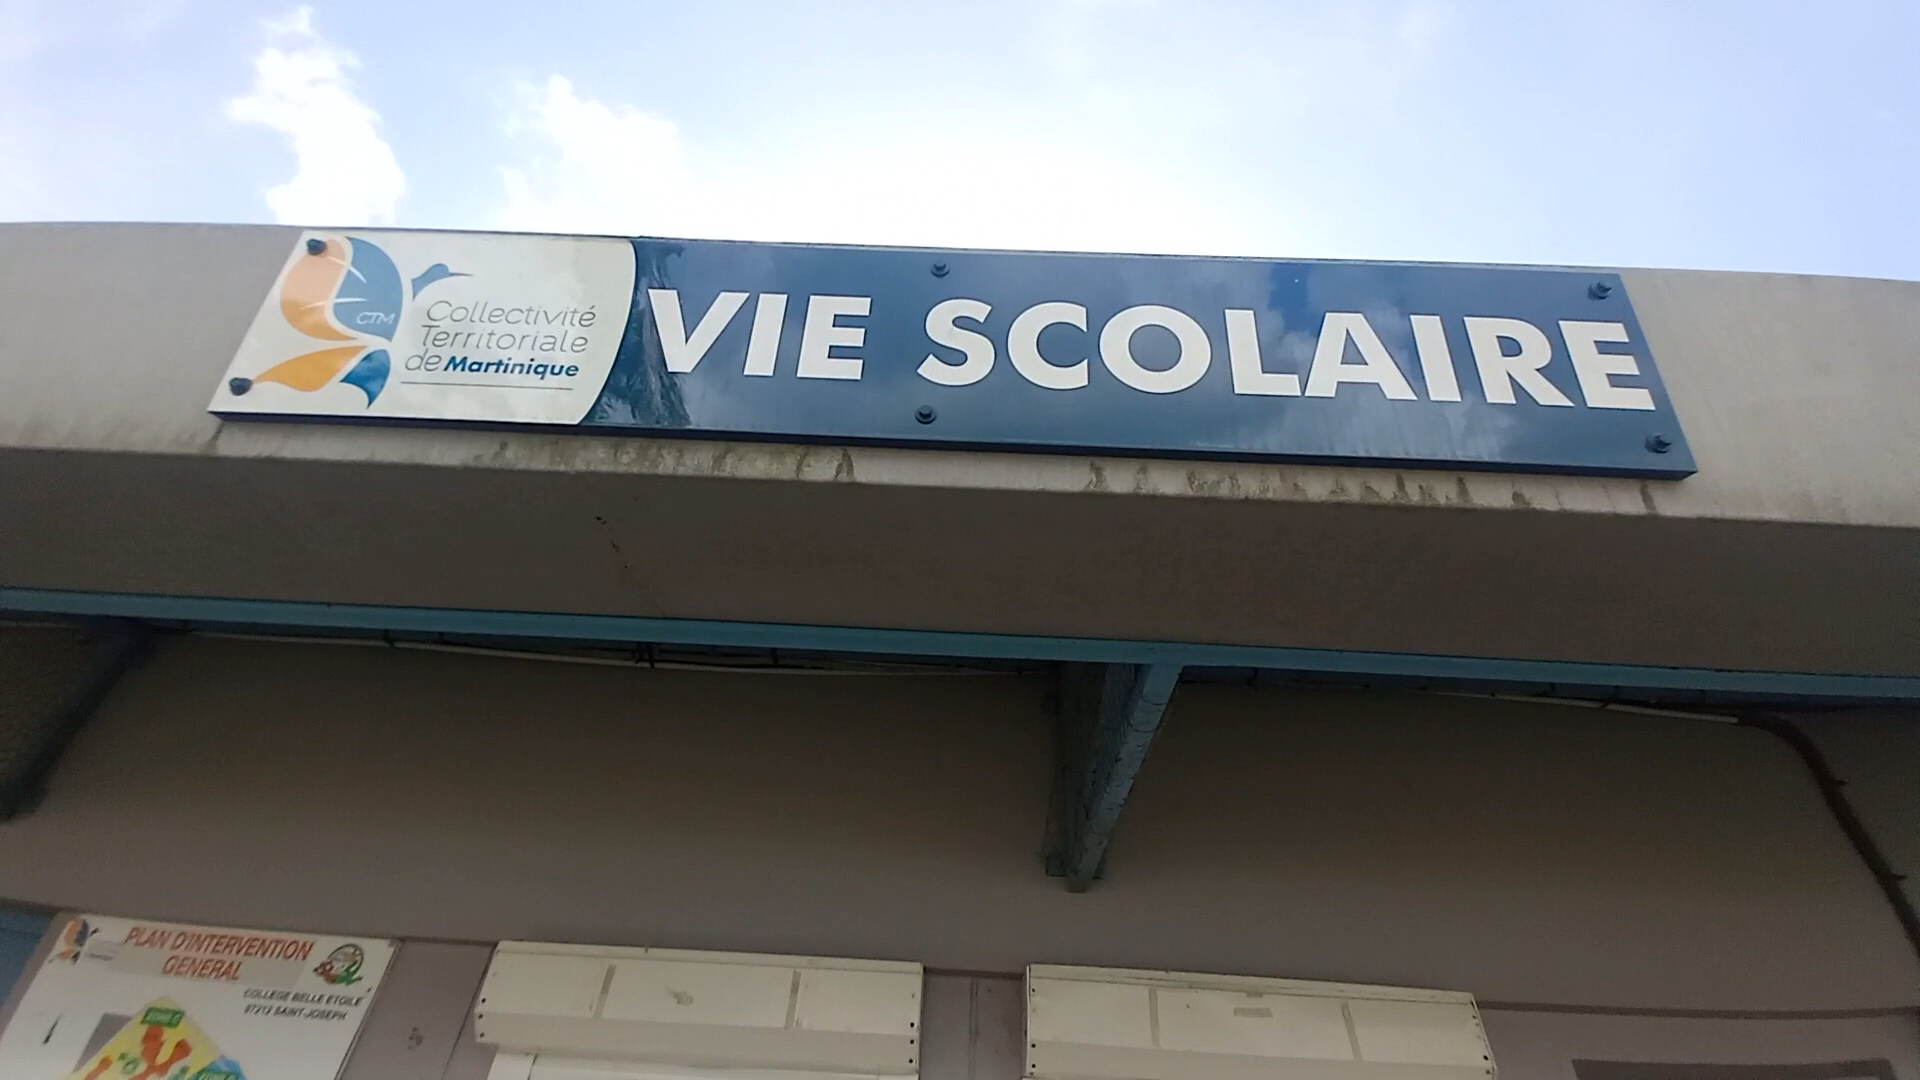 CTM
Collectivité
Territoriale
de Martinique
VIE SCOLAIRE
PLAN D'INTERVENTION
GENERAL
COLLEGE BELLE ETOILE
97212 SAINT-JOSEPH